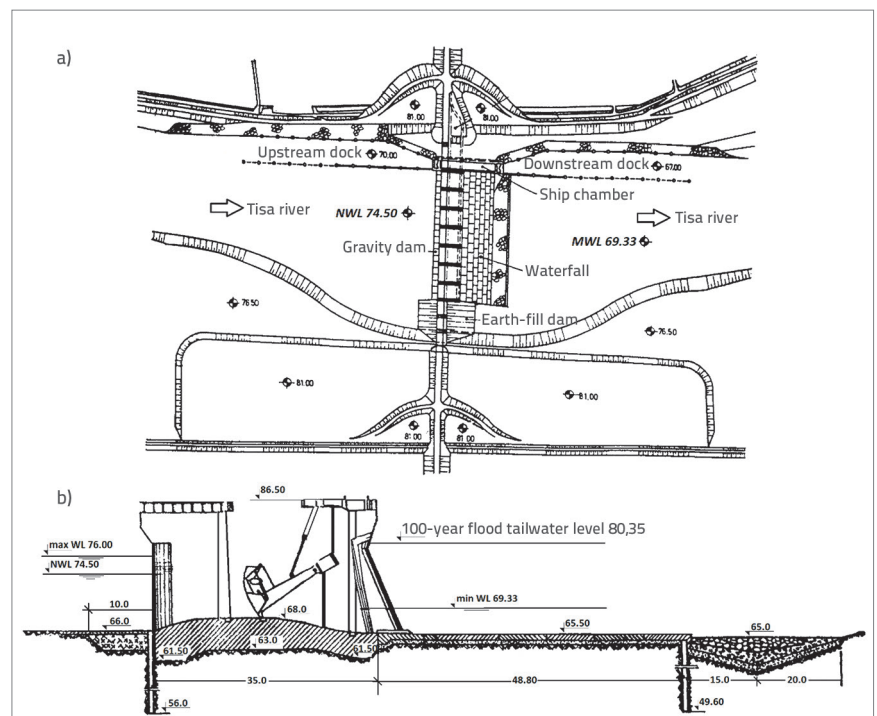 a)
81.00
81.00
Upstream dock
70.00
Downstream dock
67.00
Ship chamber
Tisa river
NWL 74.50
Tisa river
Gravity dam
MWL 69.33
Waterfall
76.50
Earth-fill dam
76.50
81.00
81.00
81.00
81.00
b)
86.50
100-year flood tailwater level 80,35
max WL 76.00
NWL 74.50
10.0
68.0
min WL 69.33
66.0
65.50
65.0
61.50
63.0
61.50
35.0
48.80
15.0
20.0
56.0
49.60